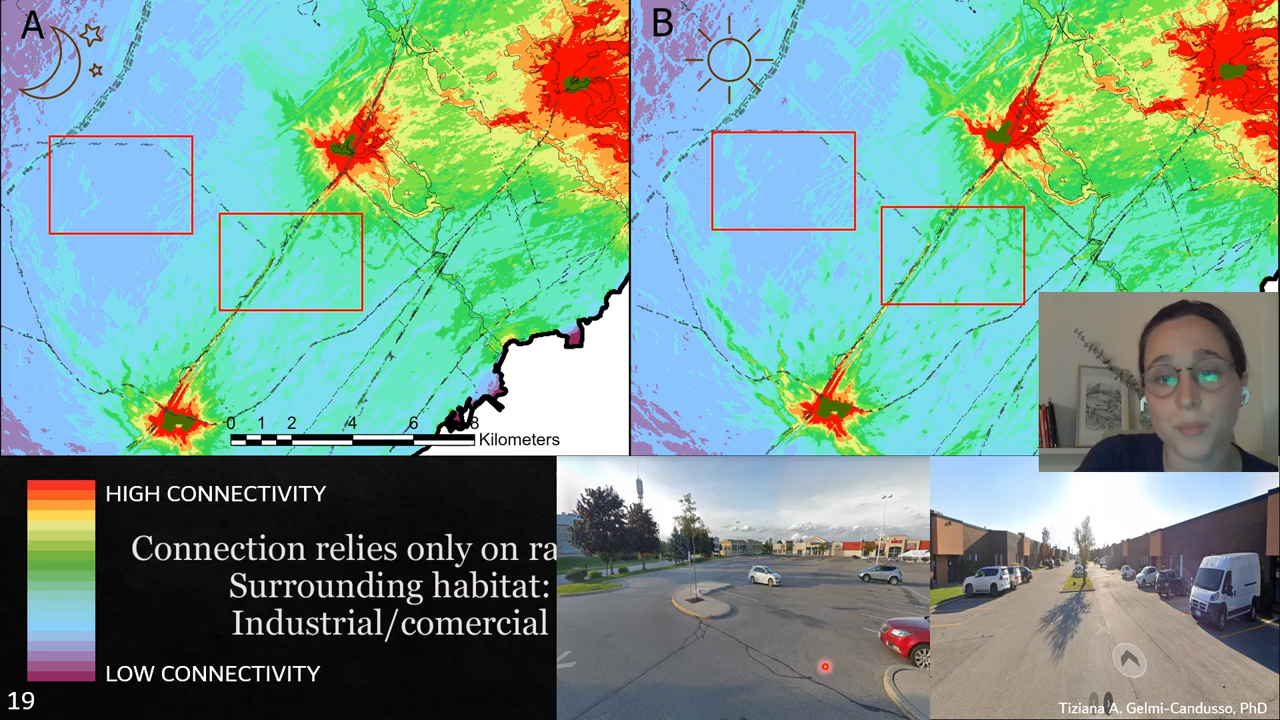 A
B
0 1 2 4 6 8
Kilometers
HIGH CONNECTIVITY
Connection relies only on ra
Surrounding habitat:
Industrial/comercial
LOW CONNECTIVITY
19
Tiziana A. Gelmi-Candusso, PhD